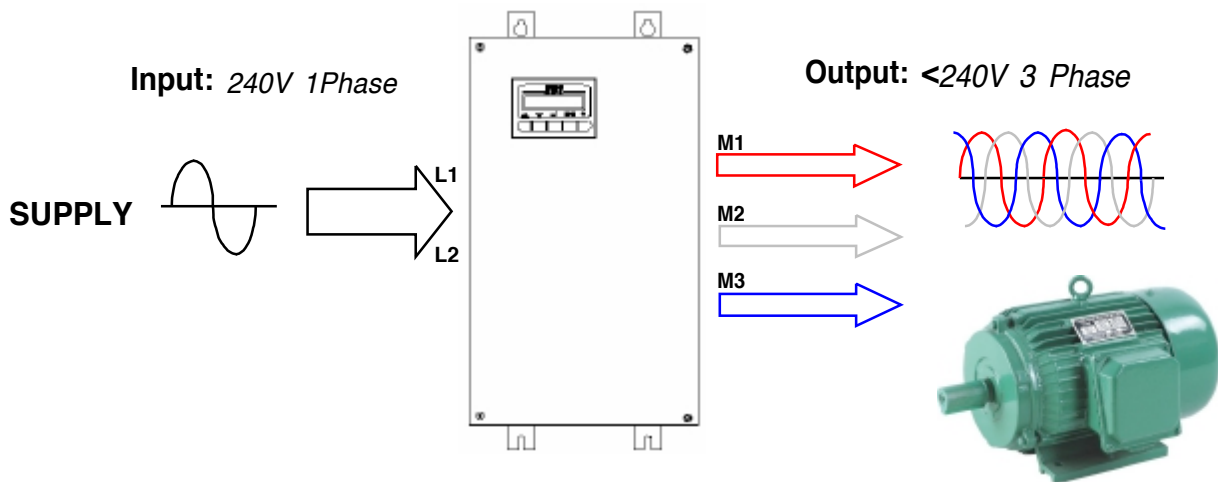 Input: 240V 1Phase
Output: <240V 3 Phase
SUPPLY
L1
L2
M1
M2
M3